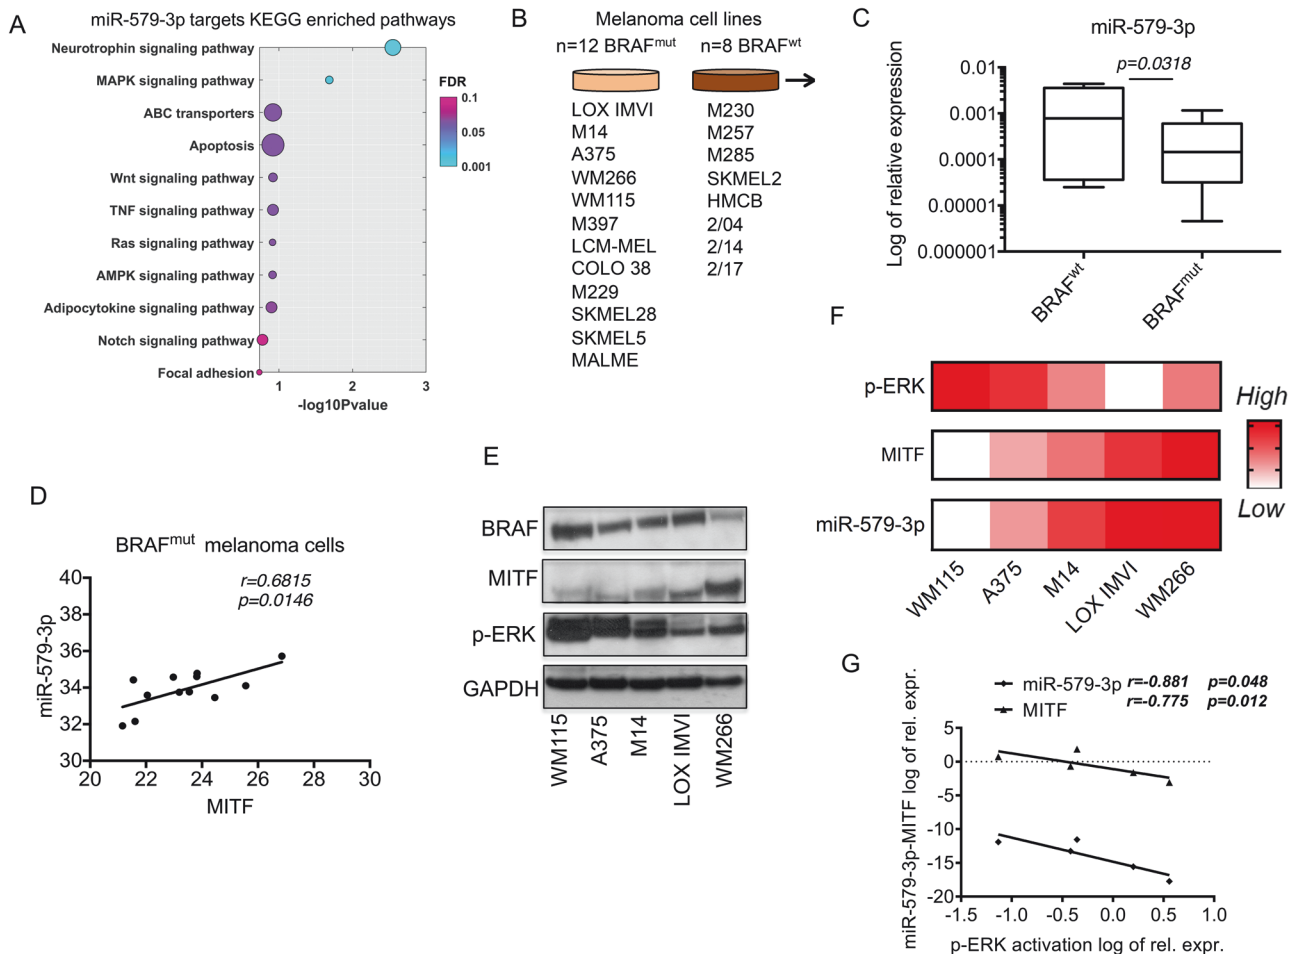 A
miR-579-3p targets KEGG enriched pathways
Neurotrophin signaling pathway
MAPK signaling pathway
ABC transporters
Apoptosis
Wnt signaling pathway
TNF signaling pathway
Ras signaling pathway
AMPK signaling pathway
Adipocytokine signaling pathway
Notch signaling pathway
Focal adhesion
1 2 3
-log10Pvalue
FDR
0.1
0.05
0.001
B
Melanoma cell lines
n=12 BRAFmut n=8 BRAFwt
LOX IMVI
M14
A375
WM266
WM115
M397
LCM-MEL
COLO 38
M229
SKMEL28
SKMEL5
MALME
M230
M257
M285
SKMEL2
HMCB
2/04
2/14
2/17
C
miR-579-3p
p=0.0318
Log of relative expression
0.01
0.001
0.0001
0.00001
0.000001
BRAFwt
BRAFmut
D
BRAFmut melanoma cells
r=0.6815
p=0.0146
miR-579-3p
40
38
36
34
32
30
20 22 24 26 28 30
MITF
E
BRAF
MITF
p-ERK
GAPDH
WM115
A375
M14
LOX IMVI
WM266
F
p-ERK
MITF
miR-579-3p
WM115
A375
M14
LOX IMVI
WM266
High
Low
G
miR-579-3p r=-0.881 p=0.048
MITF r=-0.775 p=0.012
miR-579-3p-MITF log of rel. expr.
5
0
-5
-10
-15
-20
-1.5 -1.0 -0.5 0.0 0.5 1.0
p-ERK activation log of rel. expr.